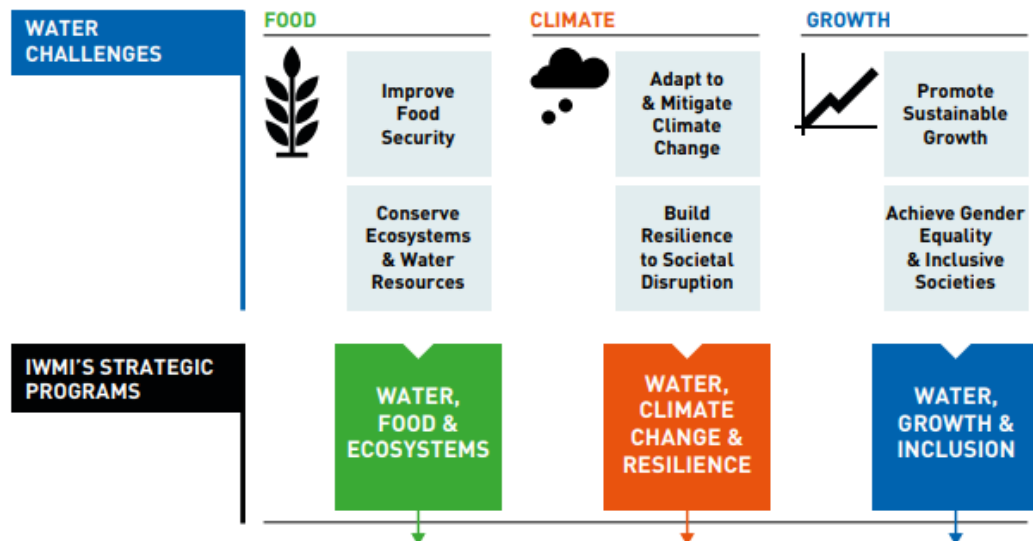 WATER
CHALLENGES
FOOD
CLIMATE
GROWTH
Improve
Food
Security
Adapt to
& Mitigate
Climate
Change
Promote
Sustainable
Growth
Conserve
Ecosystems
& Water
Resources
Build
Resilience
to Societal
Disruption
Achieve Gender
Equality
& Inclusive
Societies
IWMI'S STRATEGIC
PROGRAMS
WATER,
FOOD &
ECOSYSTEMS
WATER,
CLIMATE
CHANGE &
RESILIENCE
WATER,
GROWTH &
INCLUSION